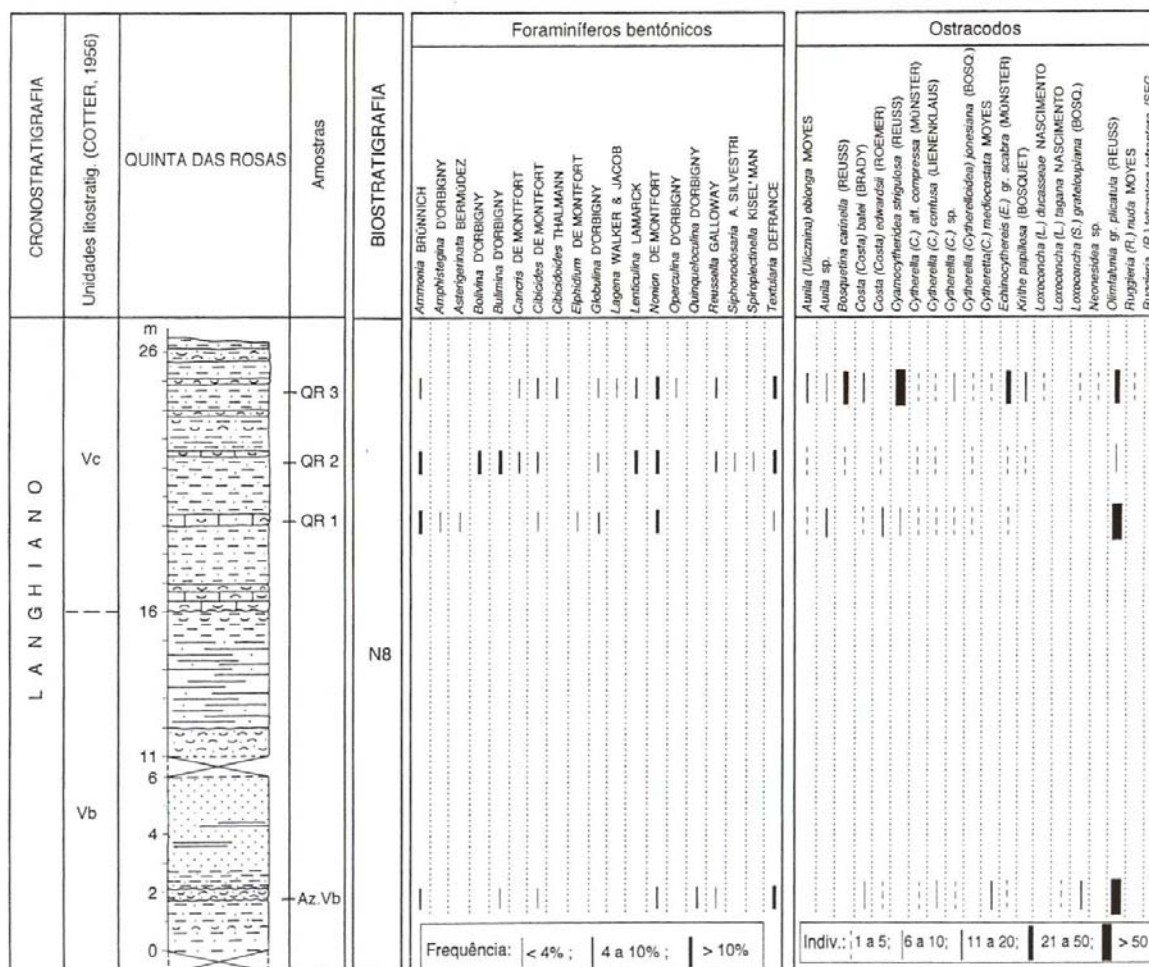 CRONOSTRATIGRAFIA
Unidades litostratig. (COTTER, 1956)
QUINTA DAS ROSAS
Amostras
BIOSTRATIGRAFIA
Foraminíferos bentónicos
Ammonia BRÜNNICH
Amphistegina D'ORBIGNY
Asterigerinata BERMÚDEZ
Bolivina D'ORBIGNY
Bulimina D'ORBIGNY
Cancris DE MONTFORT
Cibicides DE MONTFORT
Cibicidoides THALMANN
Elphidium DE MONTFORT
Globulina D'ORBIGNY
Lagena WALKER & JACOB
Lenticulina LAMARCK
Nonion DE MONTFORT
Operculina D'ORBIGNY
Quinqueloculina D'ORBIGNY
Reussella GALLOWAY
Siphonodosaria A. SILVESTRI
Spiroplectinella KISEL'MAN
Textularia DEFRANCE
Ostracodos
Aurila (Ulicznina) oblonga MOYES
Aurila sp.
Bosquetina carinella (REUSS)
Costa (Costa) batei (BRADY)
Costa (Costa) edwardsii (ROEMER)
Cyamocytheridea strigulosa (REUSS)
Cytherella (C.) aff. compressa (MÜNSTER)
Cytherella (C.) confusa (LIENENKLAUS)
Cytherella (C.) sp.
Cytherella (Cytherelloidea) jonesiana (BOSQ.)
Cytheretta(C.) mediocostata MOYES
Echinocythereis (E.) gr. scabra (MÜNSTER)
Krithe papillosa (BOSQUET)
Loxoconcha (L.) ducasseae NASCIMENTO
Loxoconcha (L.) tagana NASCIMENTO
Loxoconcha (S.) grateloupiana (BOSQ.)
Neonesidea sp.
Olimfahunia gr. plicatula (REUSS)
Ruggieria (R.) nuda MOYES
Ruggieria (R.) tetraptera tetraptera (SEG.
LANGHIANO
Vc
Vb
m
26
16
11
6
4
2
0
QR 3
QR 2
QR 1
Az.Vb
N8
Frequência: < 4% ; 4 a 10% ; > 10%
Indiv.: 1 a 5; 6 a 10; 11 a 20; 21 a 50; > 50